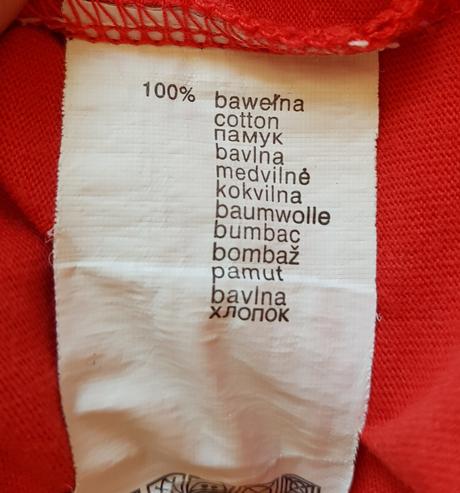 100% bawełna
cotton
памук
bavlna
medvilnė
kokvilna
baumwolle
bumbac
bombaž
pamut
bavlna
хлопок